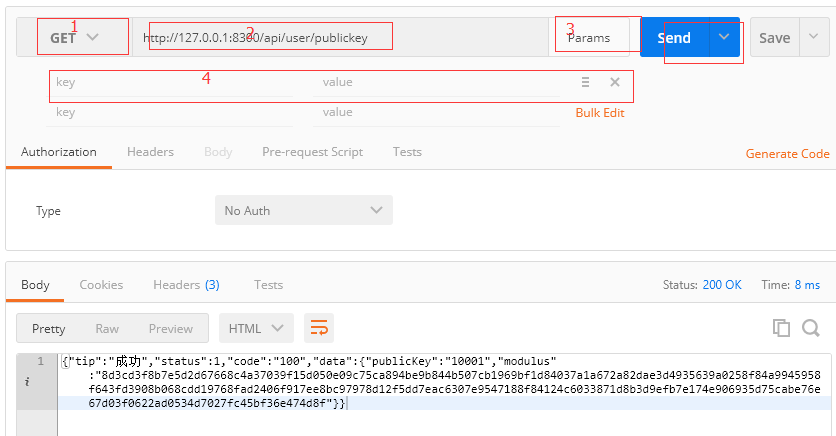 1
GET
2
http://127.0.0.1:8300/api/user/publickey
3
Params
Send
Save
4
key value
key value
Bulk Edit
Authorization Headers Body Pre-request Script Tests
Generate Code
Type No Auth
Body Cookies Headers (3) Tests Status: 200 OK Time: 8 ms
Pretty Raw Preview HTML
1 {"tip":"成功","status":1,"code":"100","data":{"publicKey":"10001","modulus"
i :"8d3cd3f8b7e5d2d67668c4a37039f15d050e09c75ca894be9b844b507cb1969bf1d84037a1a672a82dae3d4935639a0258f84a9945958
f643fd3908b068cdd19768fad2406f917ee8bc97978d12f5dd7eac6307e9547188f84124c6033871d8b3d9efb7e174e906935d75cabe76e
67d03f0622ad0534d7027fc45bf36e474d8f"}}